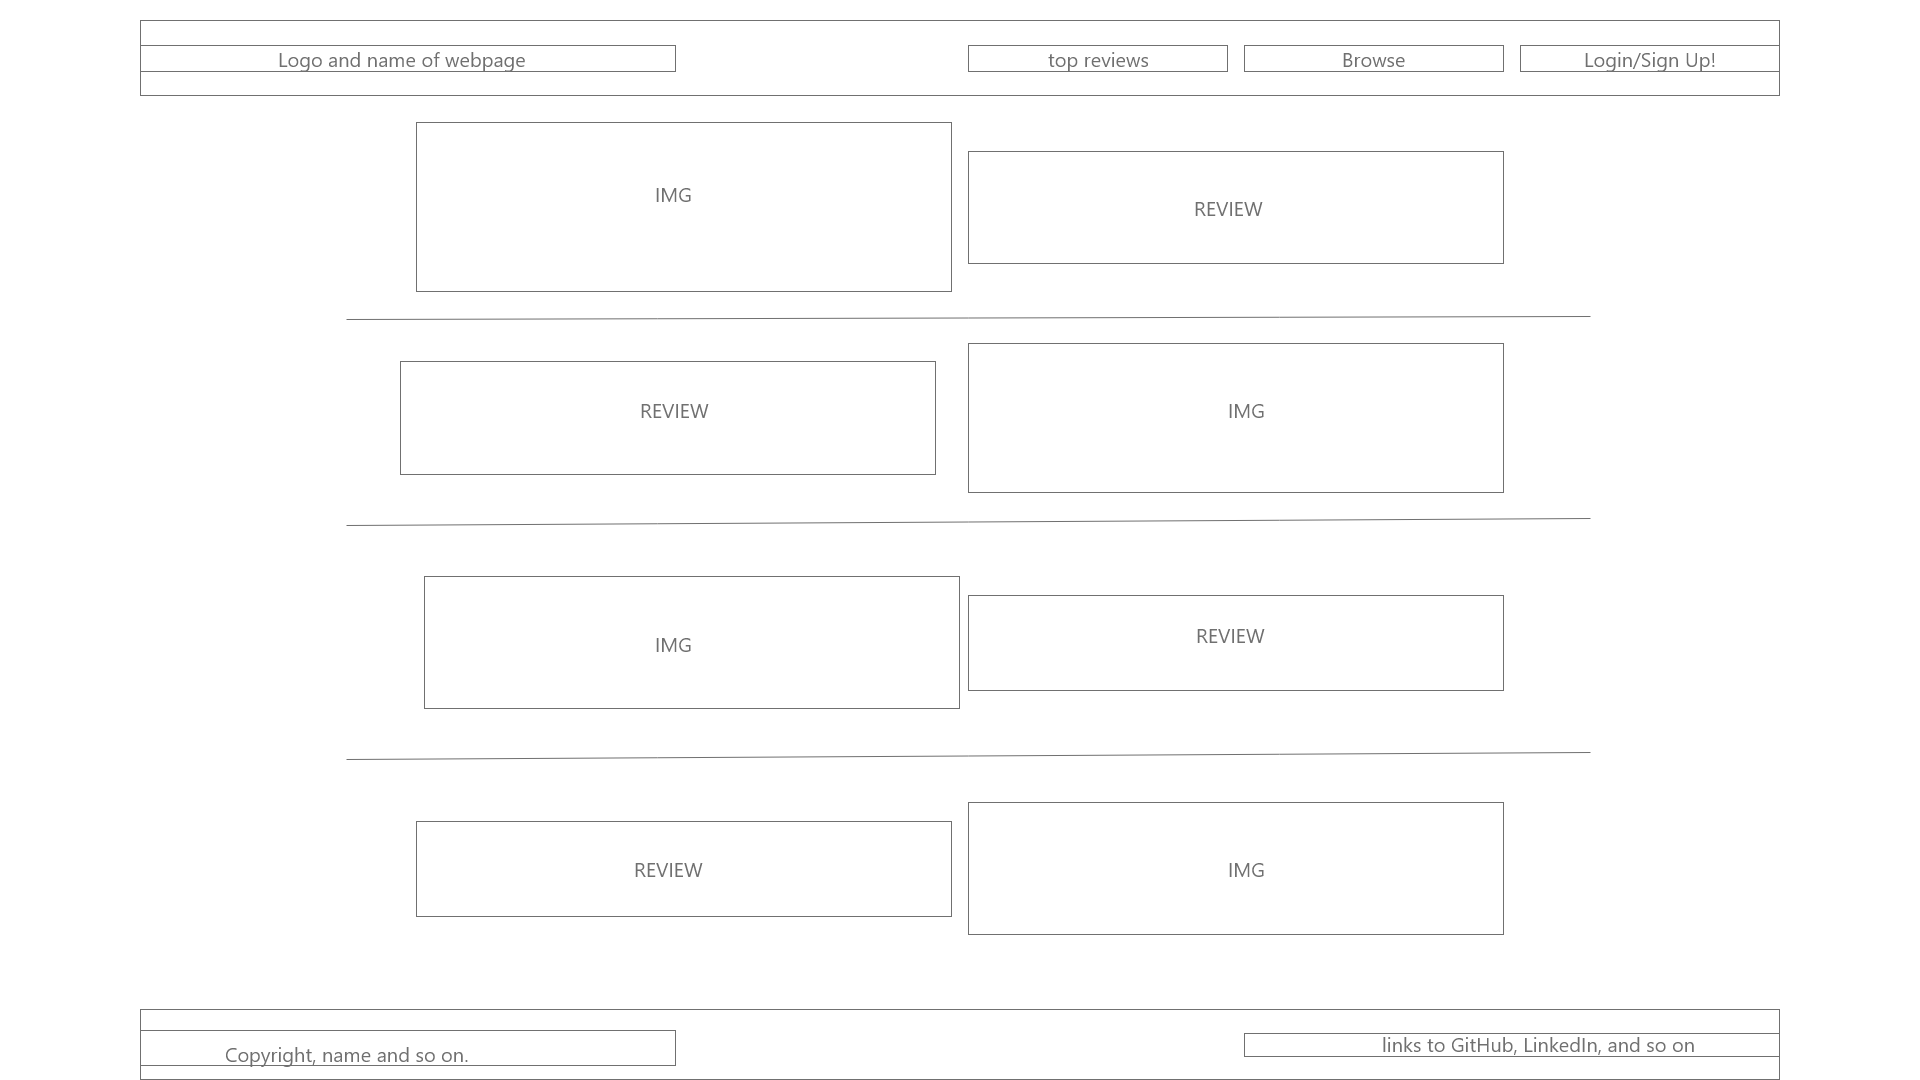 Logo and name of webpage
top reviews
Browse
Login/Sign Up!
IMG
REVIEW
REVIEW
IMG
IMG
REVIEW
REVIEW
IMG
Copyright, name and so on.
links to GitHub, LinkedIn, and so on